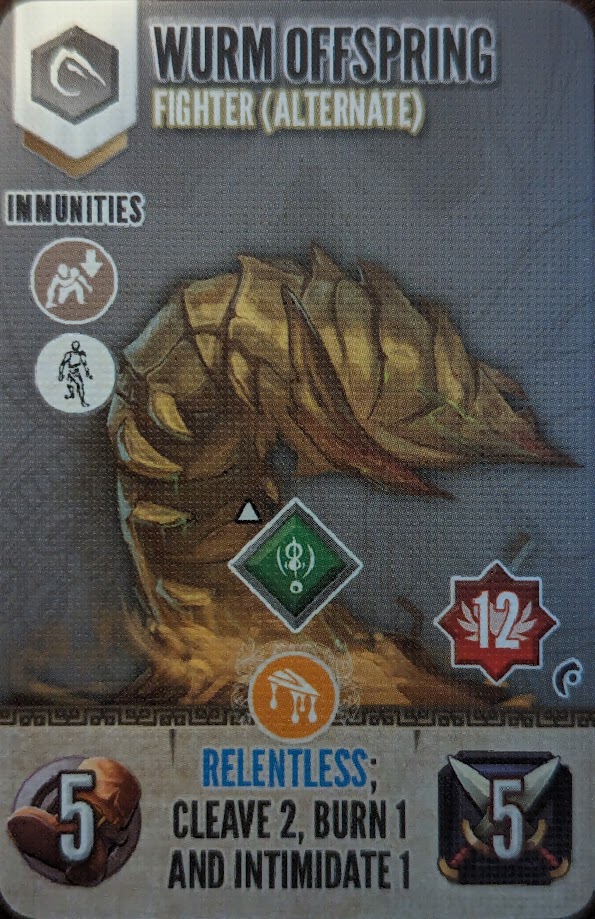 WURM OFFSPRING
FIGHTER (ALTERNATE)
IMMUNITIES
12
RELENTLESS;
CLEAVE 2, BURN 1
AND INTIMIDATE 1
5
5